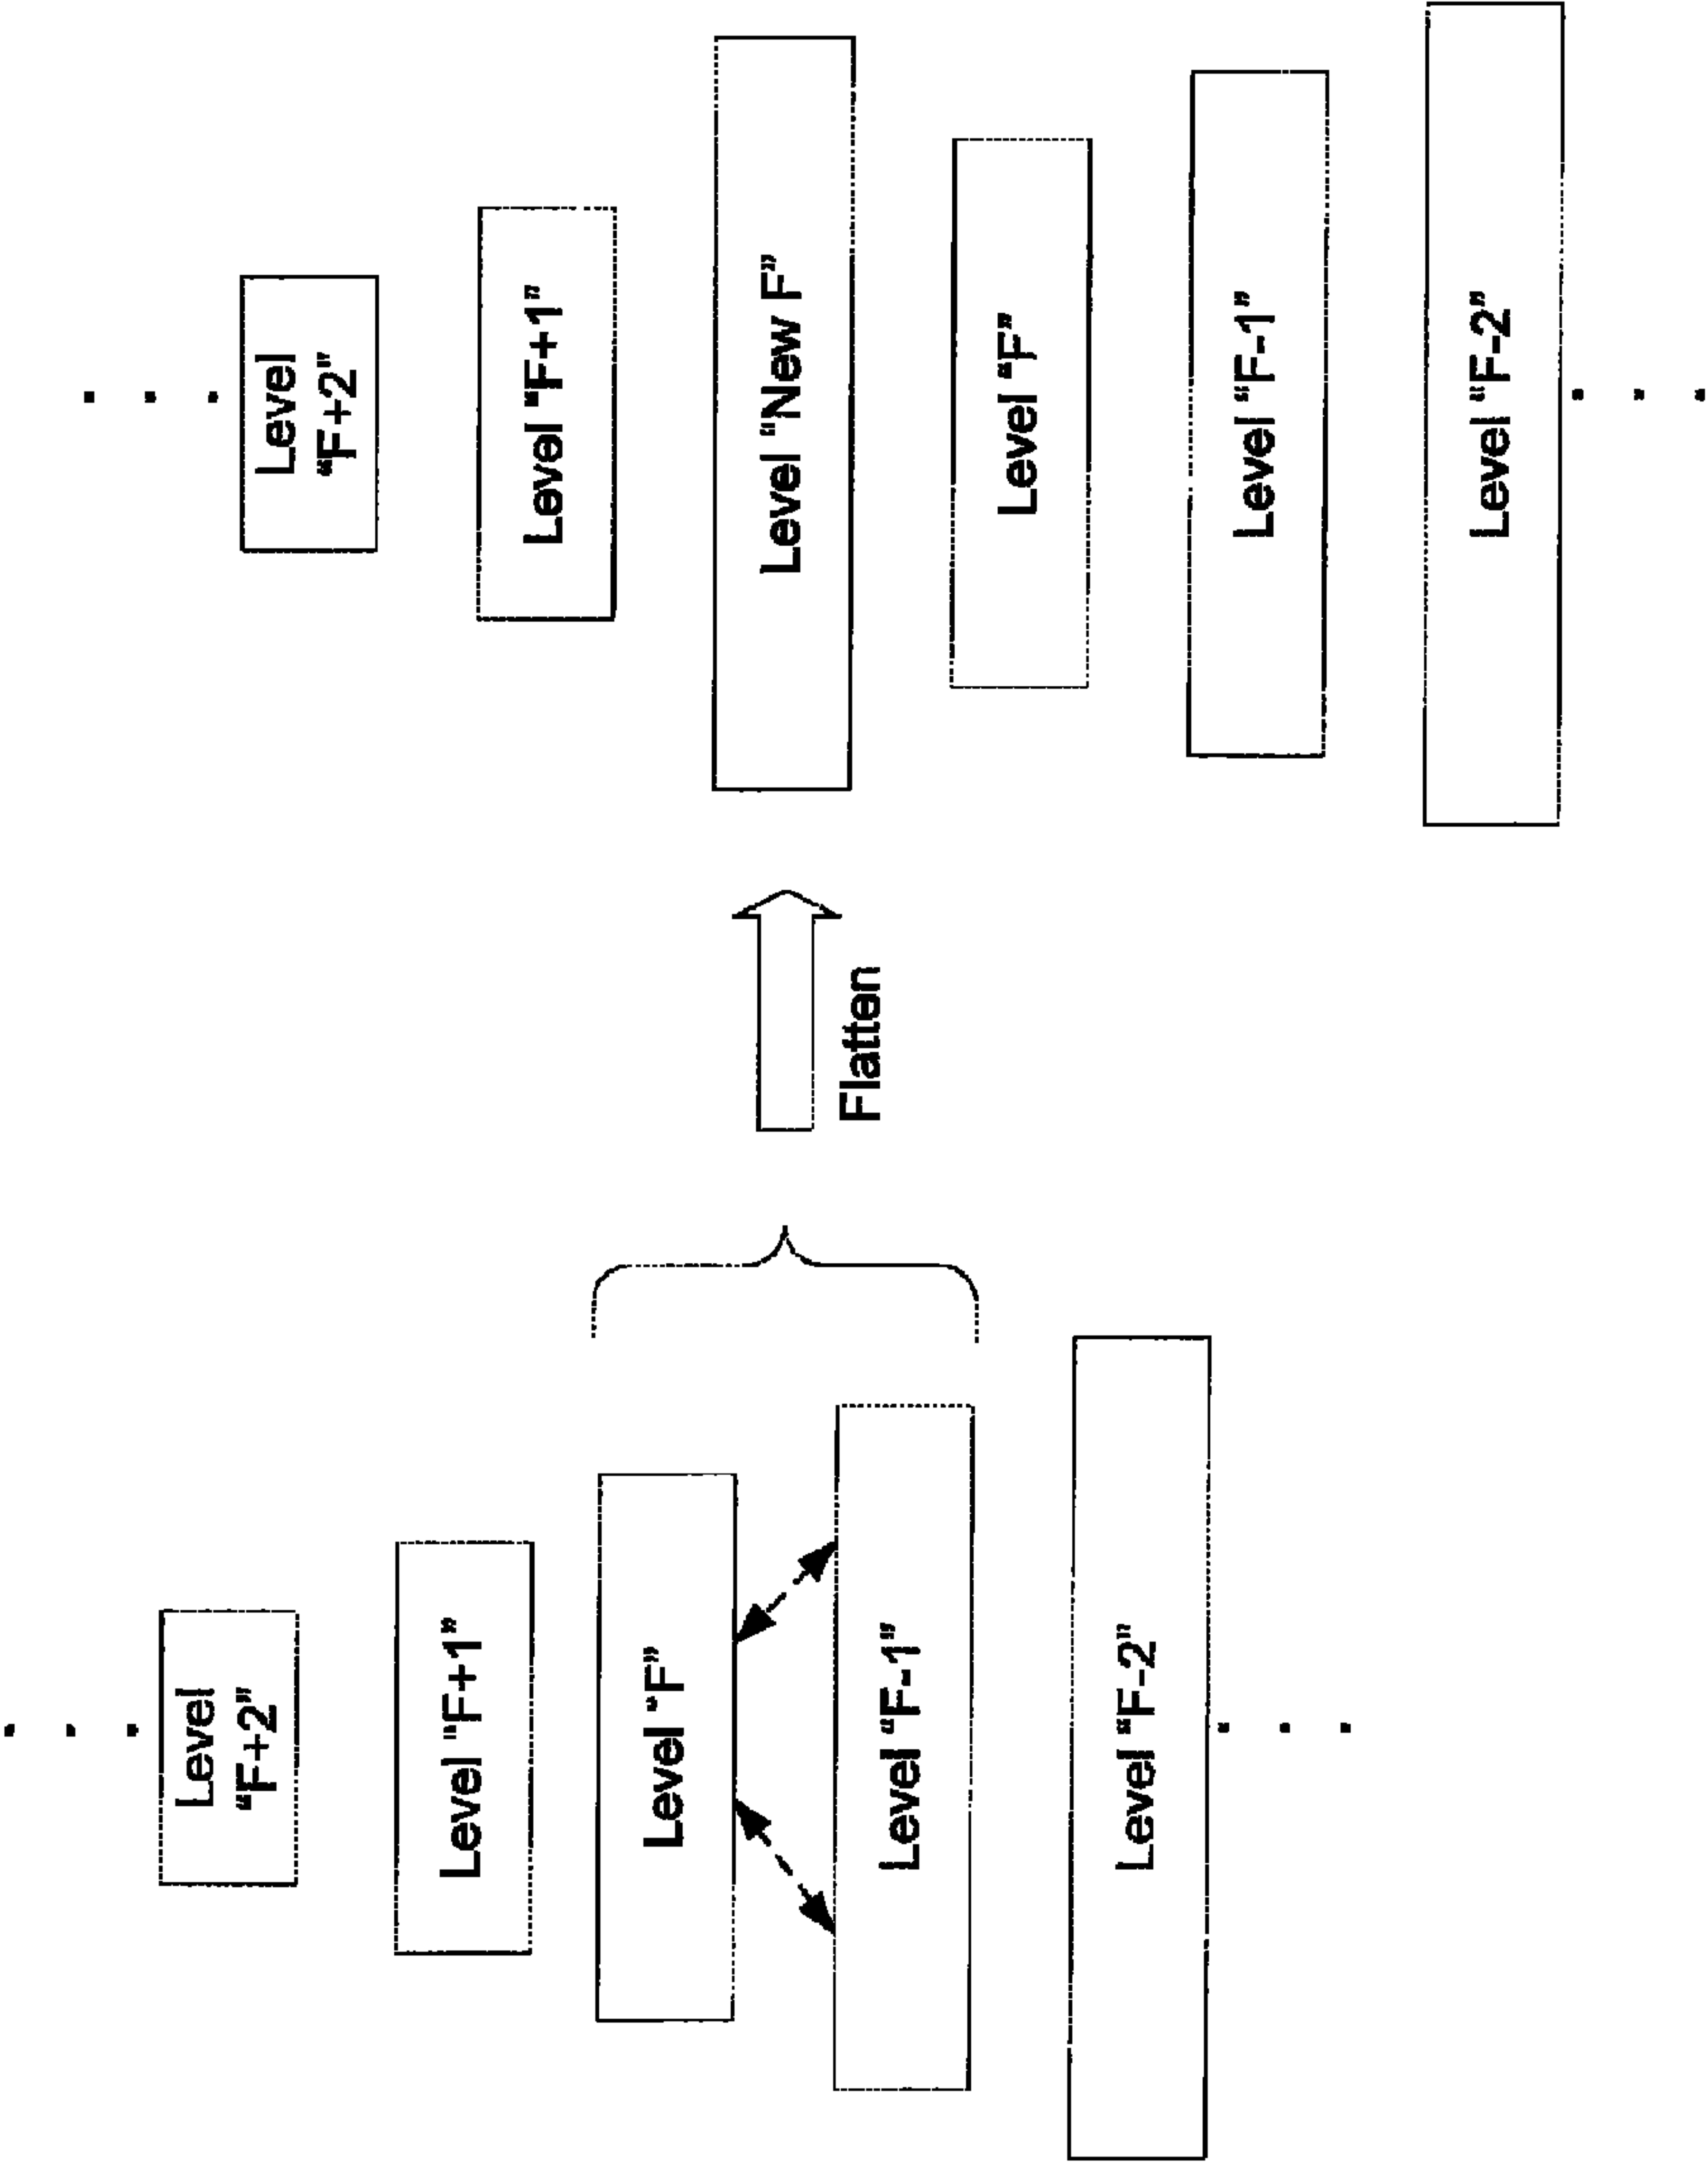 Level
“F+2”
Level “F+1”
Level “F”
Level “F-1”
Level “F-2”
Flatten
Level
“F+2”
Level “F+1”
Level “New F”
Level “F”
Level “F-1”
Level “F-2”